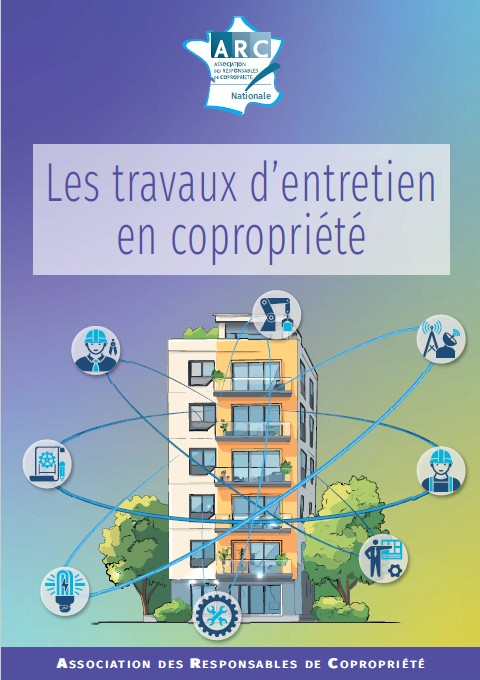 ARC
ASSOCIATION
DES RESPONSABLES
DE COPROPRIÉTÉ
Nationale
Les travaux d'entretien
en copropriété
ASSOCIATION DES RESPONSABLES DE COPROPRIÉTÉ